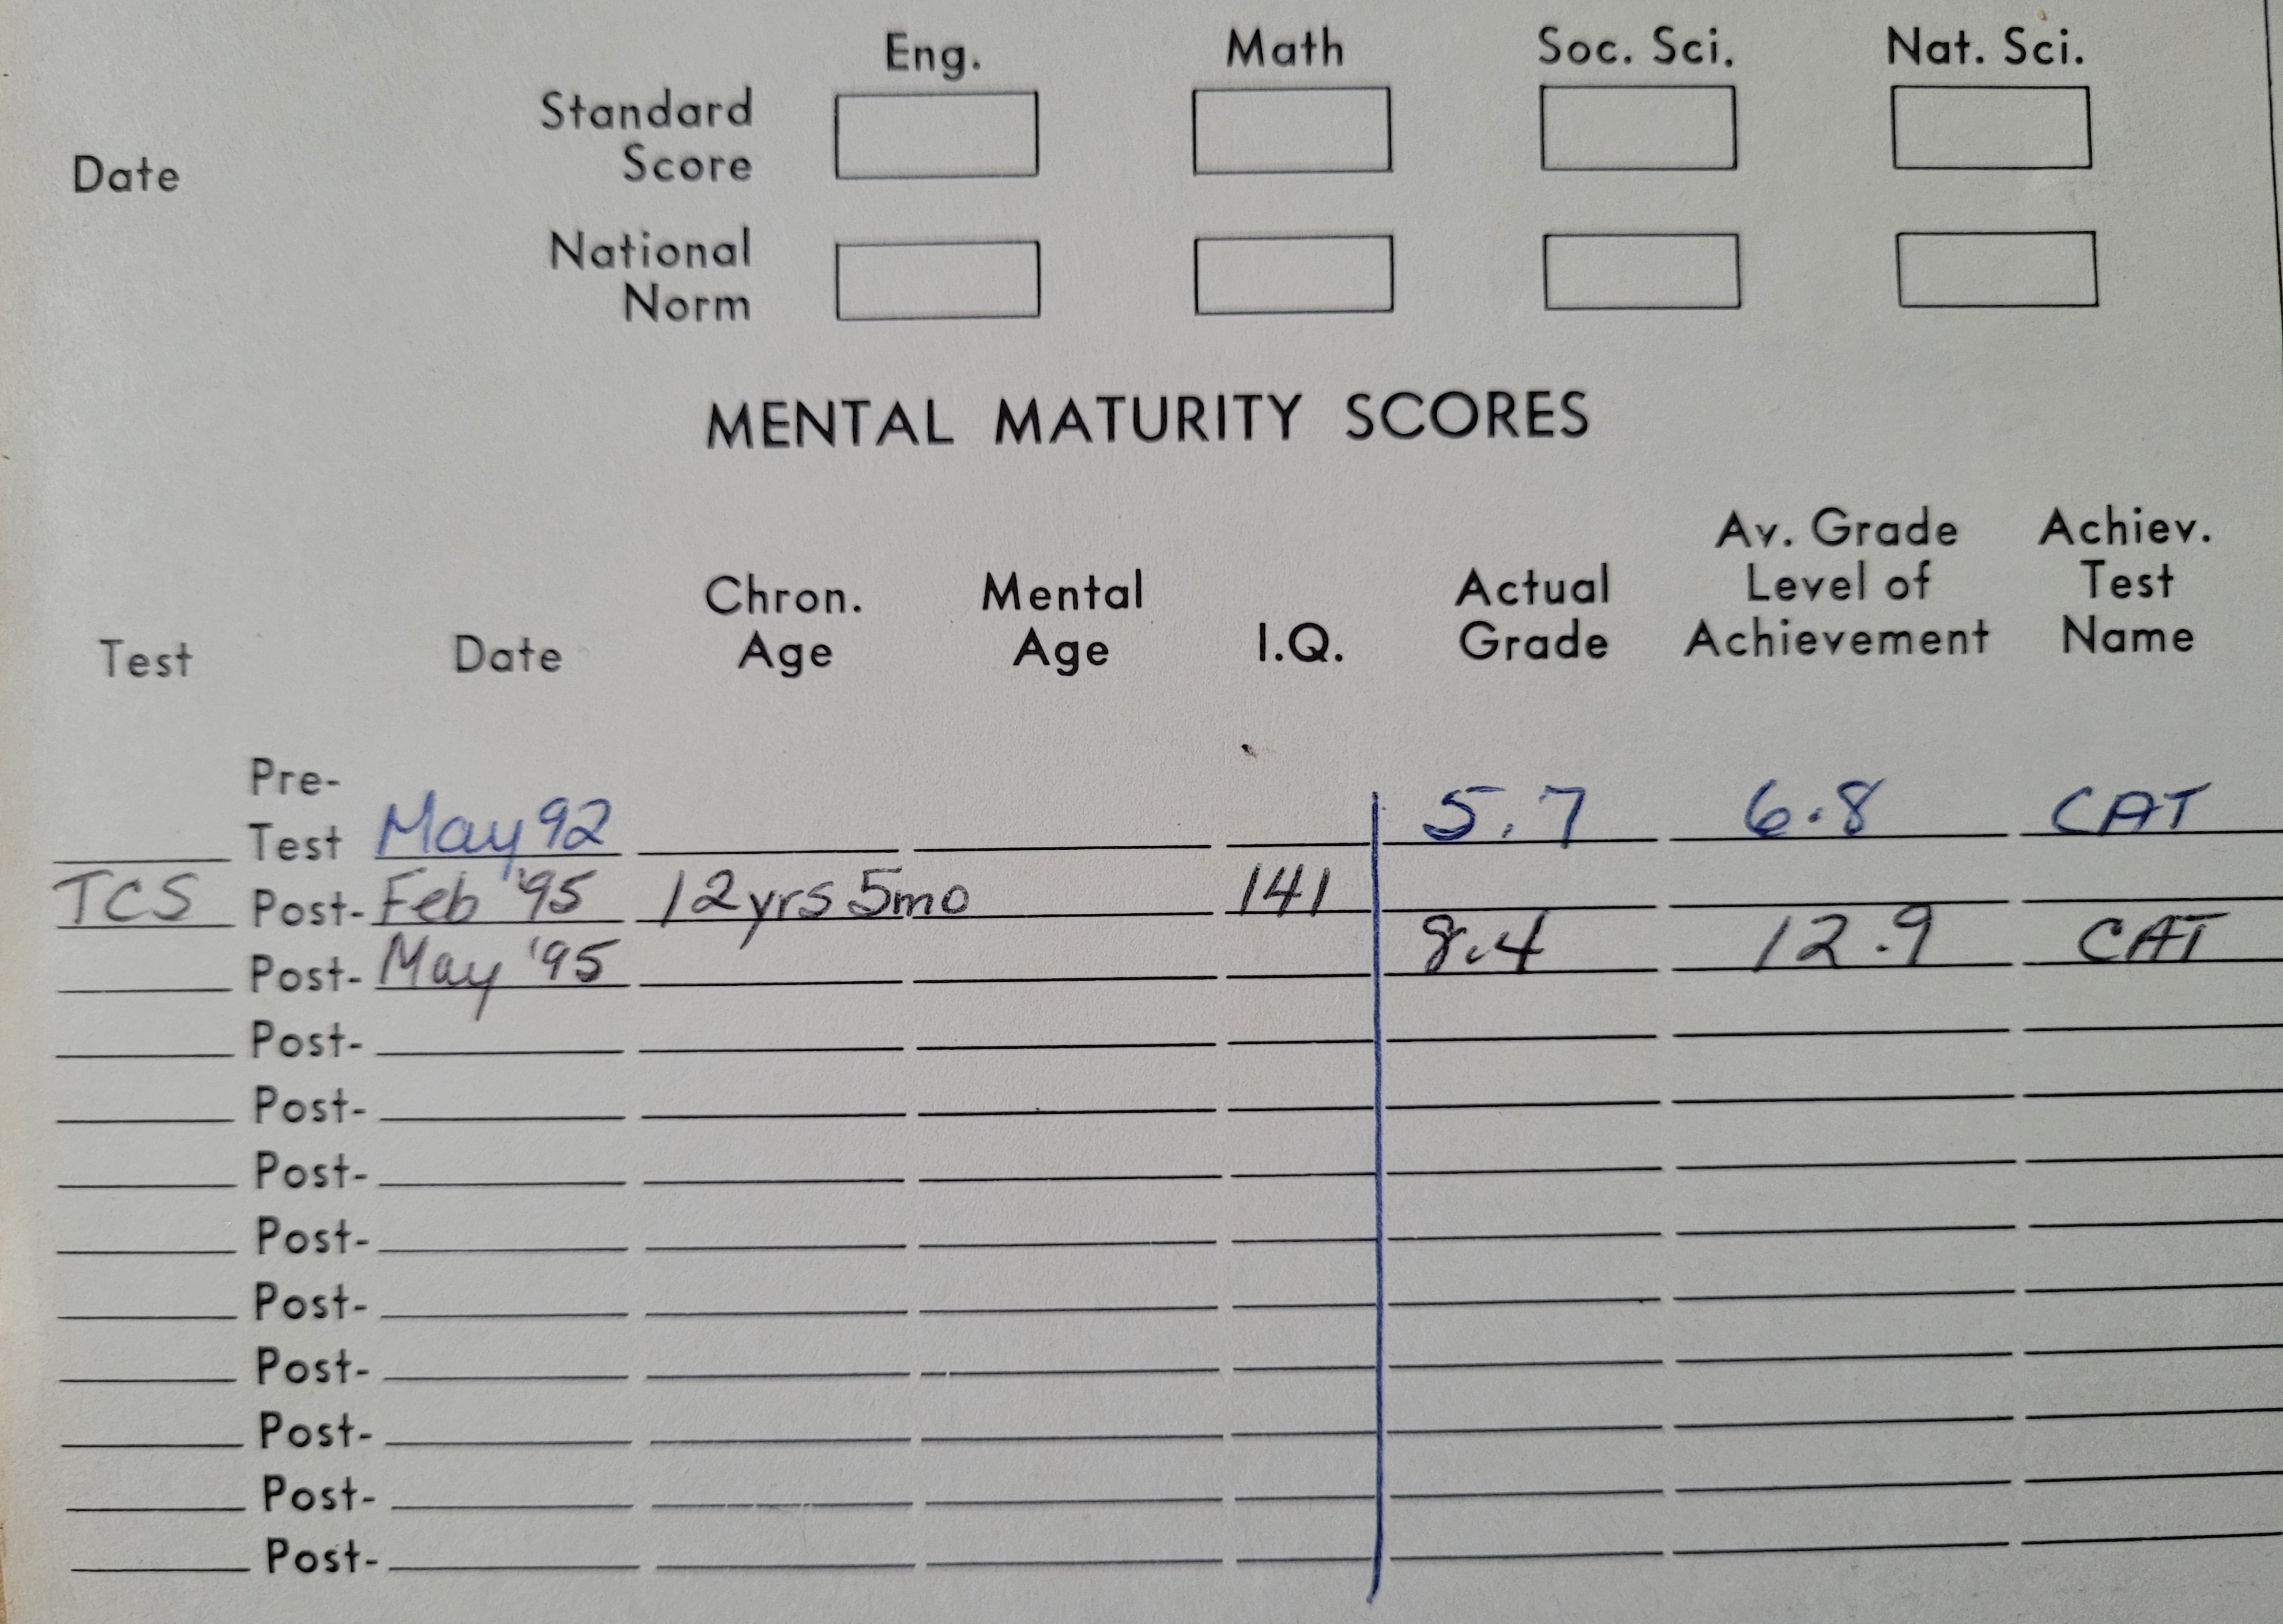 Eng. Math Soc. Sci. Nat. Sci.
Standard
Score
Date
National
Norm
MENTAL MATURITY SCORES
Test Date Chron. Age Mental Age I.Q. Actual Grade Av. Grade Level of Achievement Achiev. Test Name
Pre-
Test May 92 5.7 6.8 CAT
TCS Post- Feb '95 12yrs 5mo 141
Post- May '95 8.4 12.9 CAT
Post-
Post-
Post-
Post-
Post-
Post-
Post-
Post-
Post-